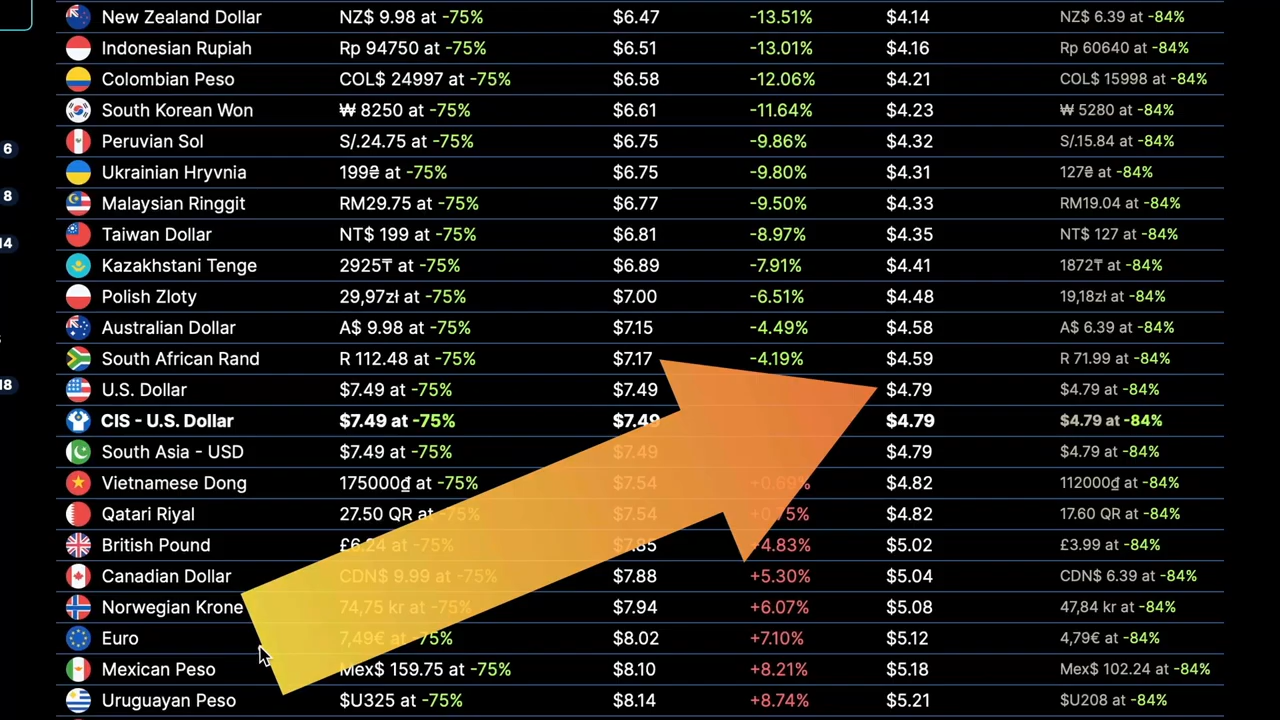 New Zealand Dollar NZ$ 9.98 at -75% $6.47 -13.51% $4.14 NZ$ 6.39 at -84%
Indonesian Rupiah Rp 94750 at -75% $6.51 -13.01% $4.16 Rp 60640 at -84%
Colombian Peso COL$ 24997 at -75% $6.58 -12.06% $4.21 COL$ 15998 at -84%
South Korean Won ₩ 8250 at -75% $6.61 -11.64% $4.23 ₩ 5280 at -84%
6 Peruvian Sol S/.24.75 at -75% $6.75 -9.86% $4.32 S/.15.84 at -84%
Ukrainian Hryvnia 199₴ at -75% $6.75 -9.80% $4.31 127₴ at -84%
8 Malaysian Ringgit RM29.75 at -75% $6.77 -9.50% $4.33 RM19.04 at -84%
14 Taiwan Dollar NT$ 199 at -75% $6.81 -8.97% $4.35 NT$ 127 at -84%
Kazakhstani Tenge 2925₸ at -75% $6.89 -7.91% $4.41 1872₸ at -84%
Polish Zloty 29,97zł at -75% $7.00 -6.51% $4.48 19,18zł at -84%
Australian Dollar A$ 9.98 at -75% $7.15 -4.49% $4.58 A$ 6.39 at -84%
South African Rand R 112.48 at -75% $7.17 -4.19% $4.59 R 71.99 at -84%
18 U.S. Dollar $7.49 at -75% $7.49 $4.79 $4.79 at -84%
CIS - U.S. Dollar $7.49 at -75% $7.49 $4.79 $4.79 at -84%
South Asia - USD $7.49 at -75% $7.49 $4.79 $4.79 at -84%
Vietnamese Dong 175000₫ at -75% $7.54 +0.69% $4.82 112000₫ at -84%
Qatari Riyal 27.50 QR at -75% $7.54 +0.75% $4.82 17.60 QR at -84%
British Pound £6.24 at -75% $7.85 +4.83% $5.02 £3.99 at -84%
Canadian Dollar CDN$ 9.99 at -75% $7.88 +5.30% $5.04 CDN$ 6.39 at -84%
Norwegian Krone 74,75 kr at -75% $7.94 +6.07% $5.08 47,84 kr at -84%
Euro 7,49€ at -75% $8.02 +7.10% $5.12 4,79€ at -84%
Mexican Peso Mex$ 159.75 at -75% $8.10 +8.21% $5.18 Mex$ 102.24 at -84%
Uruguayan Peso $U325 at -75% $8.14 +8.74% $5.21 $U208 at -84%